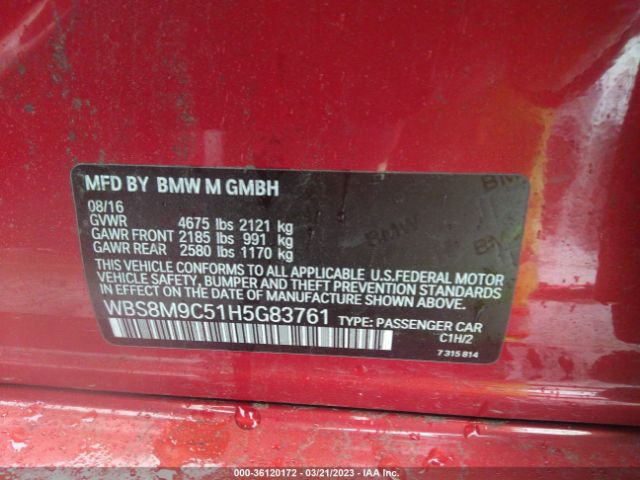 MFD BY BMW M GMBH
08/16
GVWR 4675 lbs 2121 kg
GAWR FRONT 2185 lbs 991 kg
GAWR REAR 2580 lbs 1170 kg
THIS VEHICLE CONFORMS TO ALL APPLICABLE U.S. FEDERAL MOTOR
VEHICLE SAFETY, BUMPER AND THEFT PREVENTION STANDARDS
IN EFFECT ON THE DATE OF MANUFACTURE SHOWN ABOVE.
WBS8M9C51H5G83761 TYPE: PASSENGER CAR
C1H/2
7 315 814
BMW
BMW
000-36120172 - 03/21/2023 - IAA Inc.